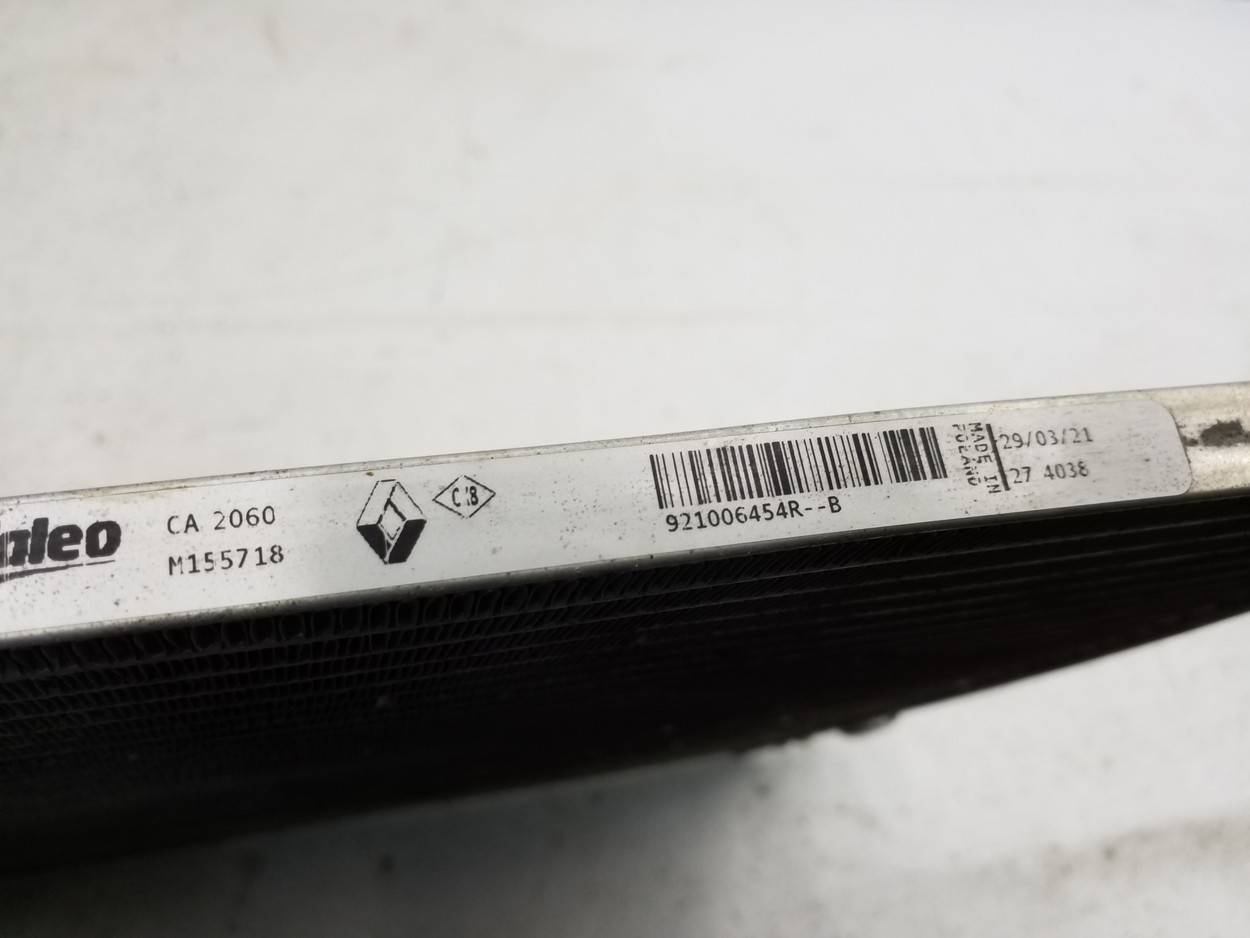 aleo
CA 2060
M155718
921006454R--B
MADE IN
POLAND
29/03/21
27 4038